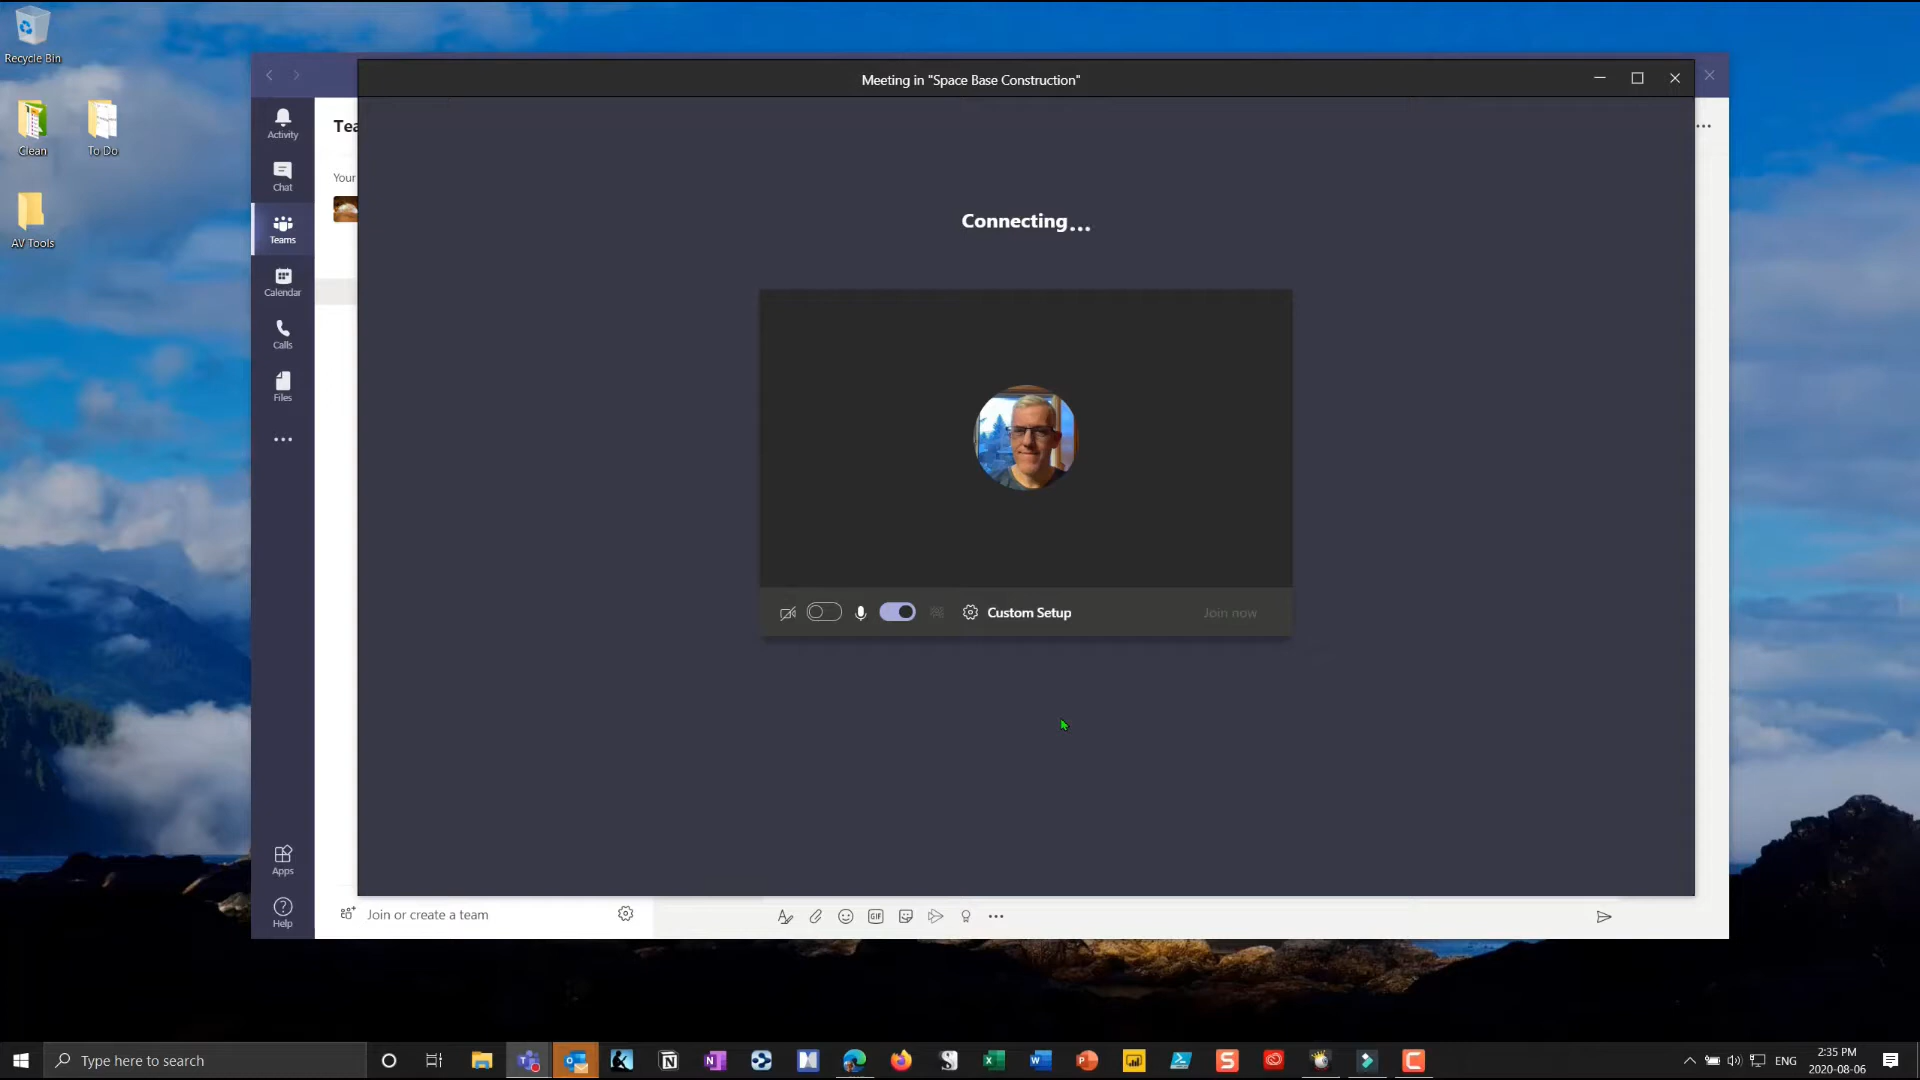 Recycle Bin
Clean
To Do
AV Tools
Meeting in "Space Base Construction"
Activity
Chat
Teams
Calendar
Calls
Files
Apps
Help
Tea
Your
Connecting...
Custom Setup
Join now
Join or create a team
GIF
Type here to search
ENG
2:35 PM
2020-08-06